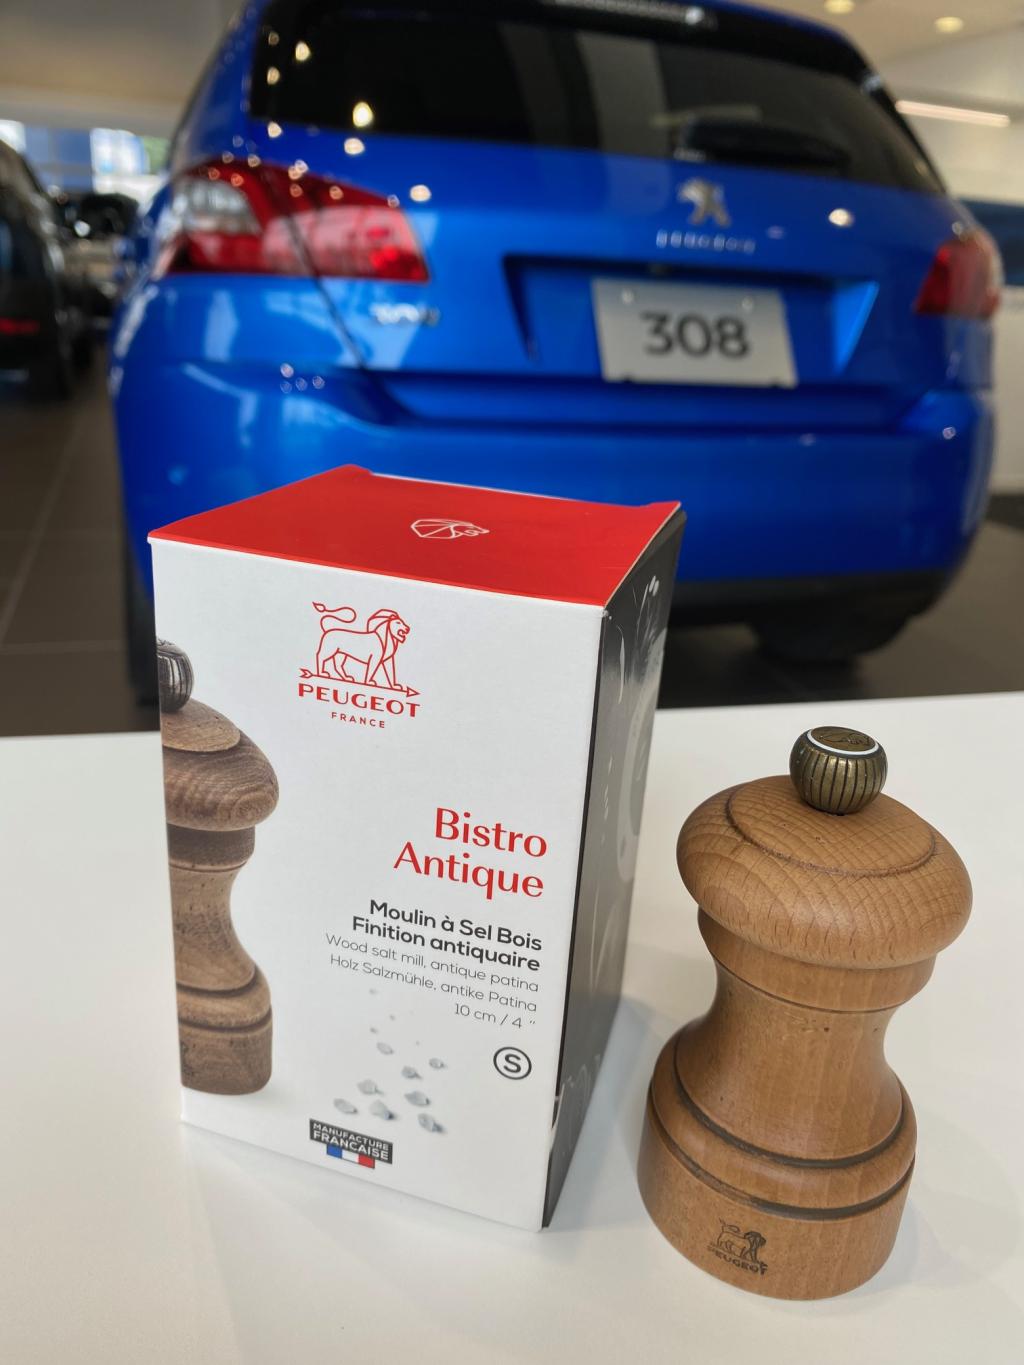 PEUGEOT
308
308
PEUGEOT
FRANCE
Bistro
Antique
Moulin à Sel Bois
Finition antiquaire
Wood salt mill, antique patina
Holz Salzmühle, antike Patina
10 cm / 4 "
S
MANUFACTURE
FRANÇAISE
PEUGEOT